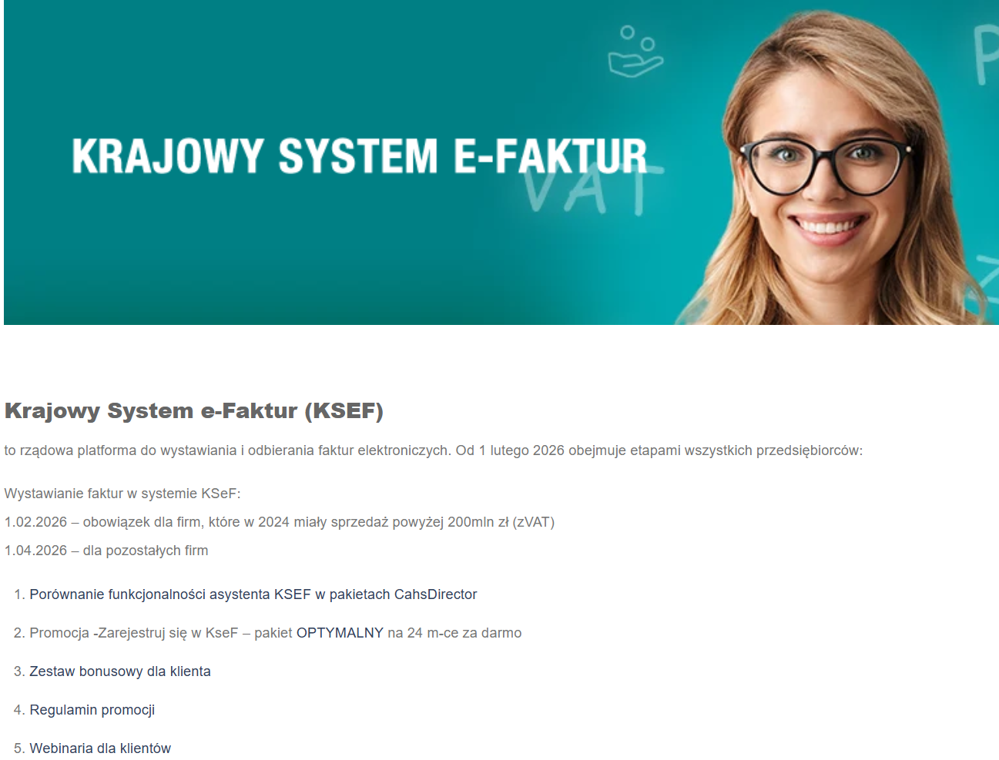 KRAJOWY SYSTEM E-FAKTUR
VAT
P
Z
Krajowy System e-Faktur (KSEF)
to rządowa platforma do wystawiania i odbierania faktur elektroniczych. Od 1 lutego 2026 obejmuje etapami wszystkich przedsiębiorców:
Wystawianie faktur w systemie KSeF:
1.02.2026 – obowiązek dla firm, które w 2024 miały sprzedaż powyżej 200mln zł (zVAT)
1.04.2026 – dla pozostałych firm
1. Porównanie funkcjonalności asystenta KSEF w pakietach CahsDirector
2. Promocja -Zarejestruj się w KseF – pakiet OPTYMALNY na 24 m-ce za darmo
3. Zestaw bonusowy dla klienta
4. Regulamin promocji
5. Webinaria dla klientów